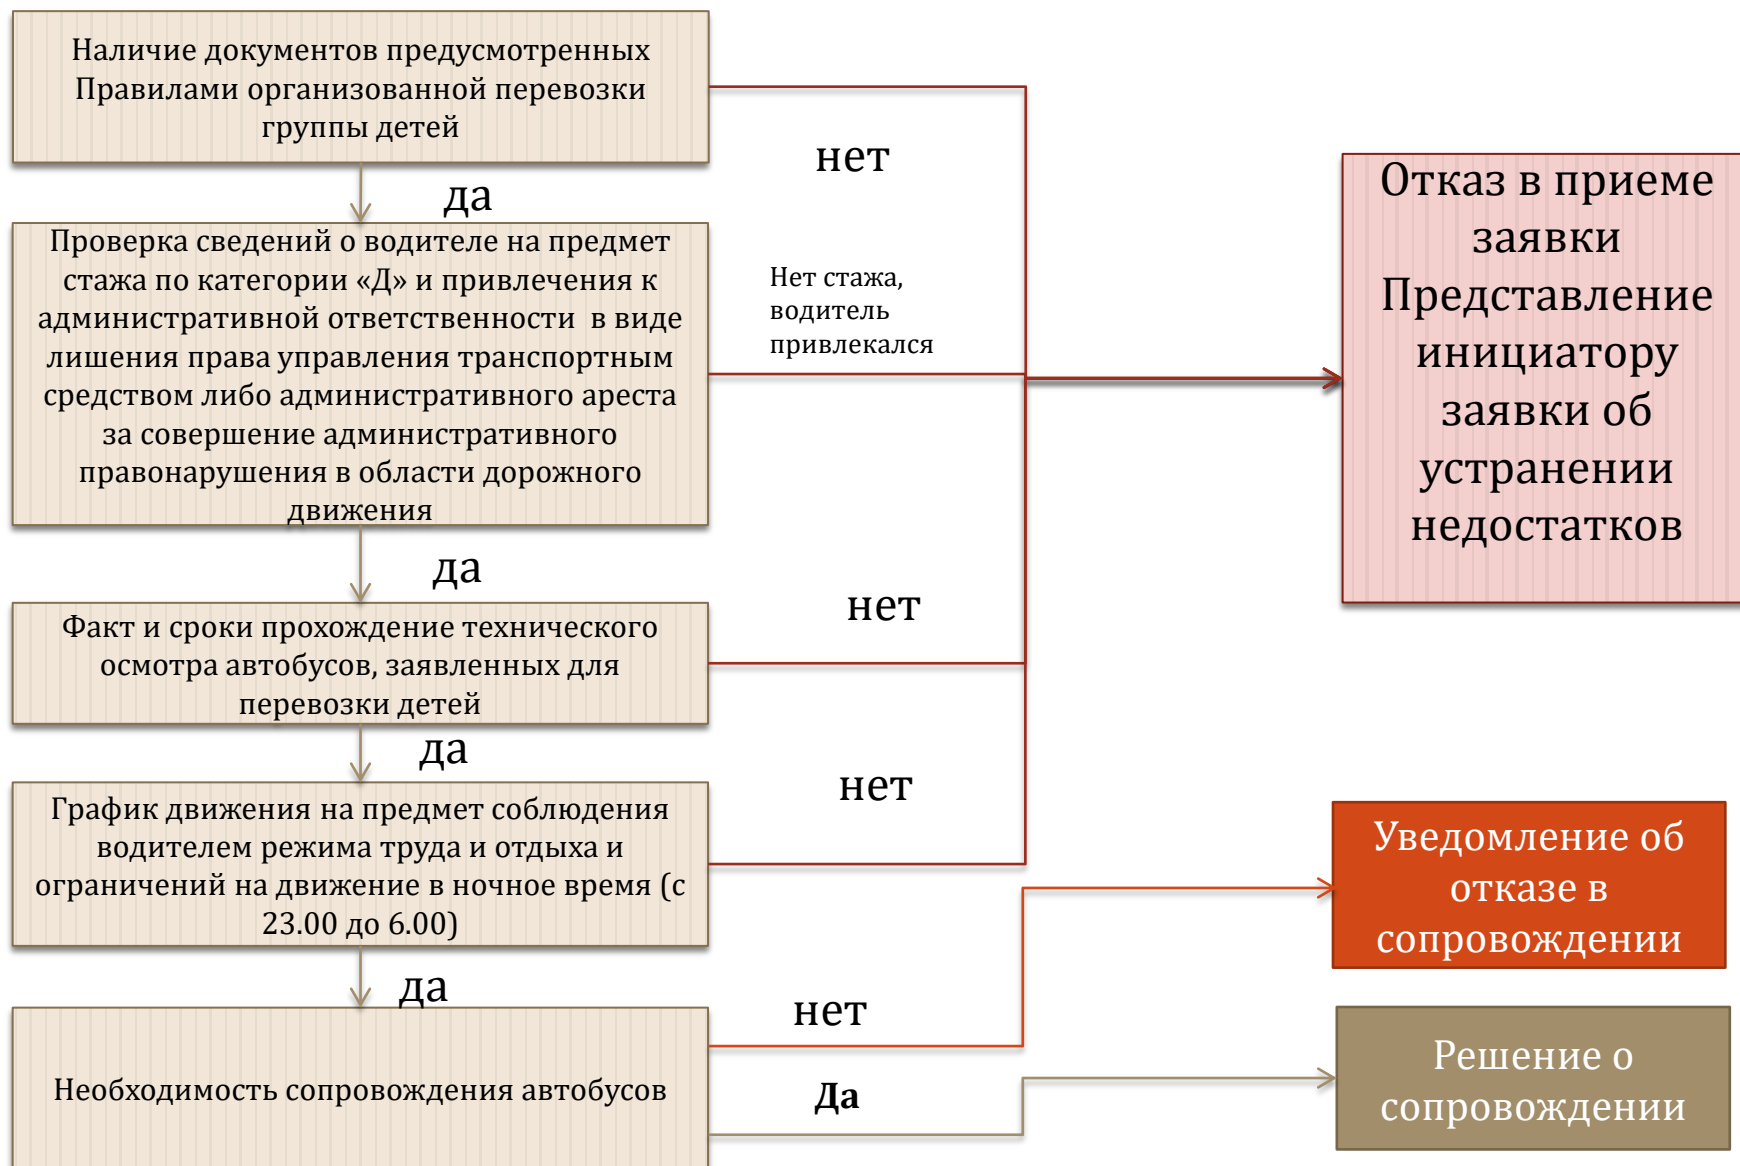 Наличие документов предусмотренных
Правилами организованной перевозки
группы детей
нет
да
Проверка сведений о водителе на предмет
стажа по категории «Д» и привлечения к
административной ответственности в виде
лишения права управления транспортным
средством либо административного ареста
за совершение административного
правонарушения в области дорожного
движения
Нет стажа,
водитель
привлекался
Отказ в приеме
заявки
Представление
инициатору
заявки об
устранении
недостатков
да
нет
Факт и сроки прохождение технического
осмотра автобусов, заявленных для
перевозки детей
да
нет
График движения на предмет соблюдения
водителем режима труда и отдыха и
ограничений на движение в ночное время (с
23.00 до 6.00)
Уведомление об
отказе в
сопровождении
да
нет
Необходимость сопровождения автобусов
Да
Решение о
сопровождении